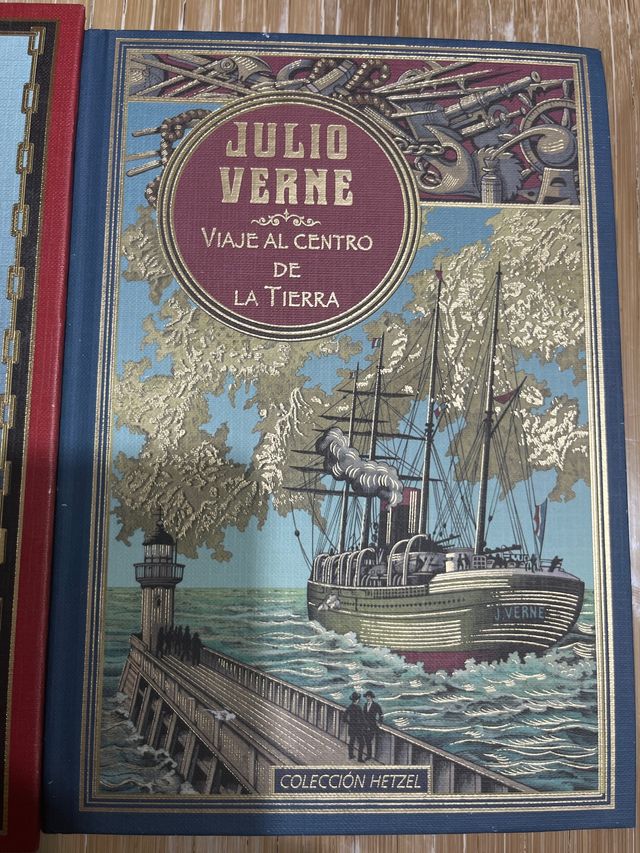 JULIO
VERNE
VIAJE AL CENTRO
DE
LA TIERRA
J. VERNE
COLECCIÓN HETZEL